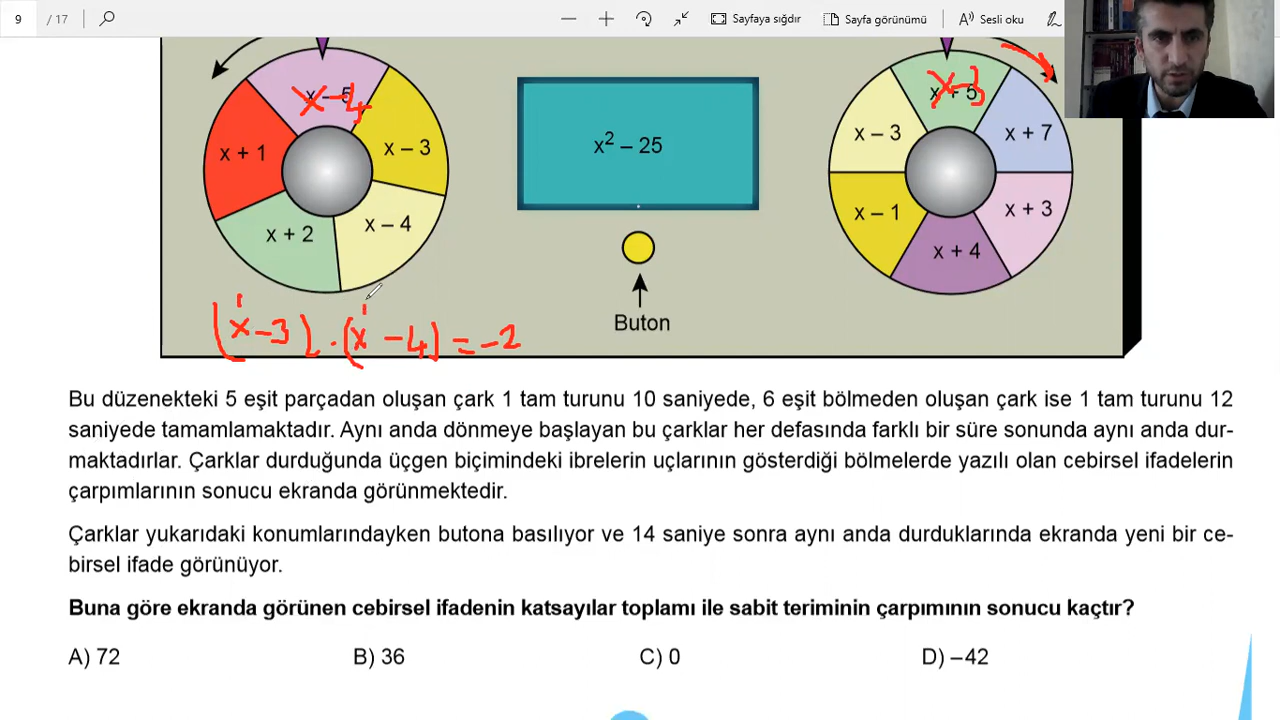 9 / 17 Sayfaya sığdır Sayfa görünümü A Sesli oku
x – 5
x – 4
x – 3
x – 4
x + 2
x + 1
x² – 25
Buton
x + 5
x – 3
x + 7
x + 3
x + 4
x – 1
x – 3
(x – 3) . (x – 4) = –2
1 1
Bu düzenekteki 5 eşit parçadan oluşan çark 1 tam turunu 10 saniyede, 6 eşit bölmeden oluşan çark ise 1 tam turunu 12
saniyede tamamlamaktadır. Aynı anda dönmeye başlayan bu çarklar her defasında farklı bir süre sonunda aynı anda dur-
maktadırlar. Çarklar durduğunda üçgen biçimindeki ibrelerin uçlarının gösterdiği bölmelerde yazılı olan cebirsel ifadelerin
çarpımlarının sonucu ekranda görünmektedir.
Çarklar yukarıdaki konumlarındayken butona basılıyor ve 14 saniye sonra aynı anda durduklarında ekranda yeni bir ce-
birsel ifade görünüyor.
Buna göre ekranda görünen cebirsel ifadenin katsayılar toplamı ile sabit teriminin çarpımının sonucu kaçtır?
A) 72 B) 36 C) 0 D) –42